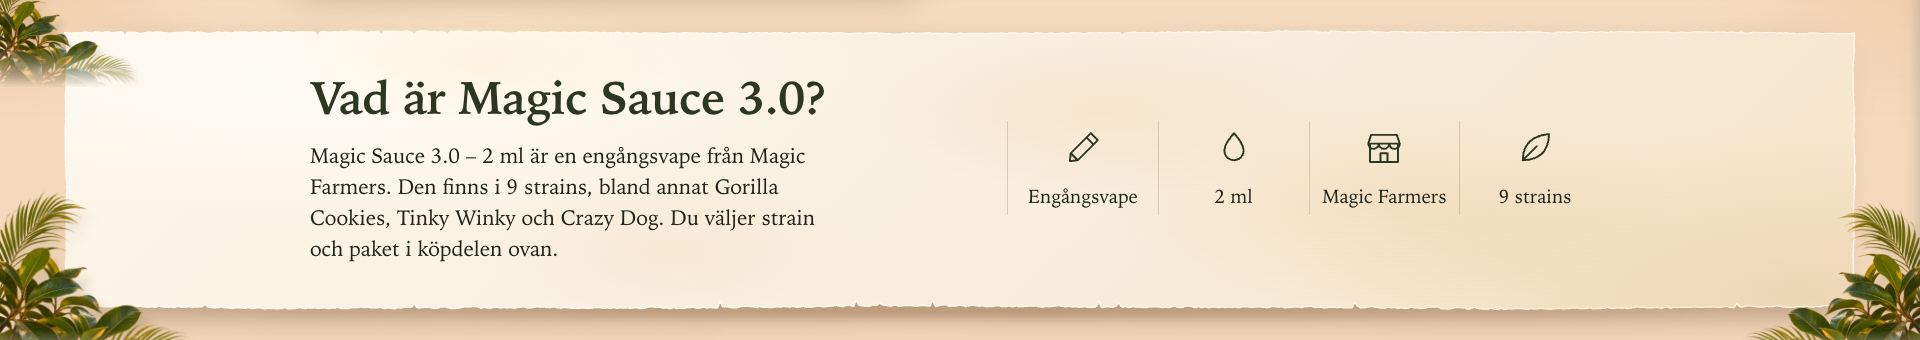 Vad är Magic Sauce 3.0?
Magic Sauce 3.0 – 2 ml är en engångsvape från Magic
Farmers. Den finns i 9 strains, bland annat Gorilla
Cookies, Tinky Winky och Crazy Dog. Du väljer strain
och paket i köpdelen ovan.
Engångsvape
2 ml
Magic Farmers
9 strains